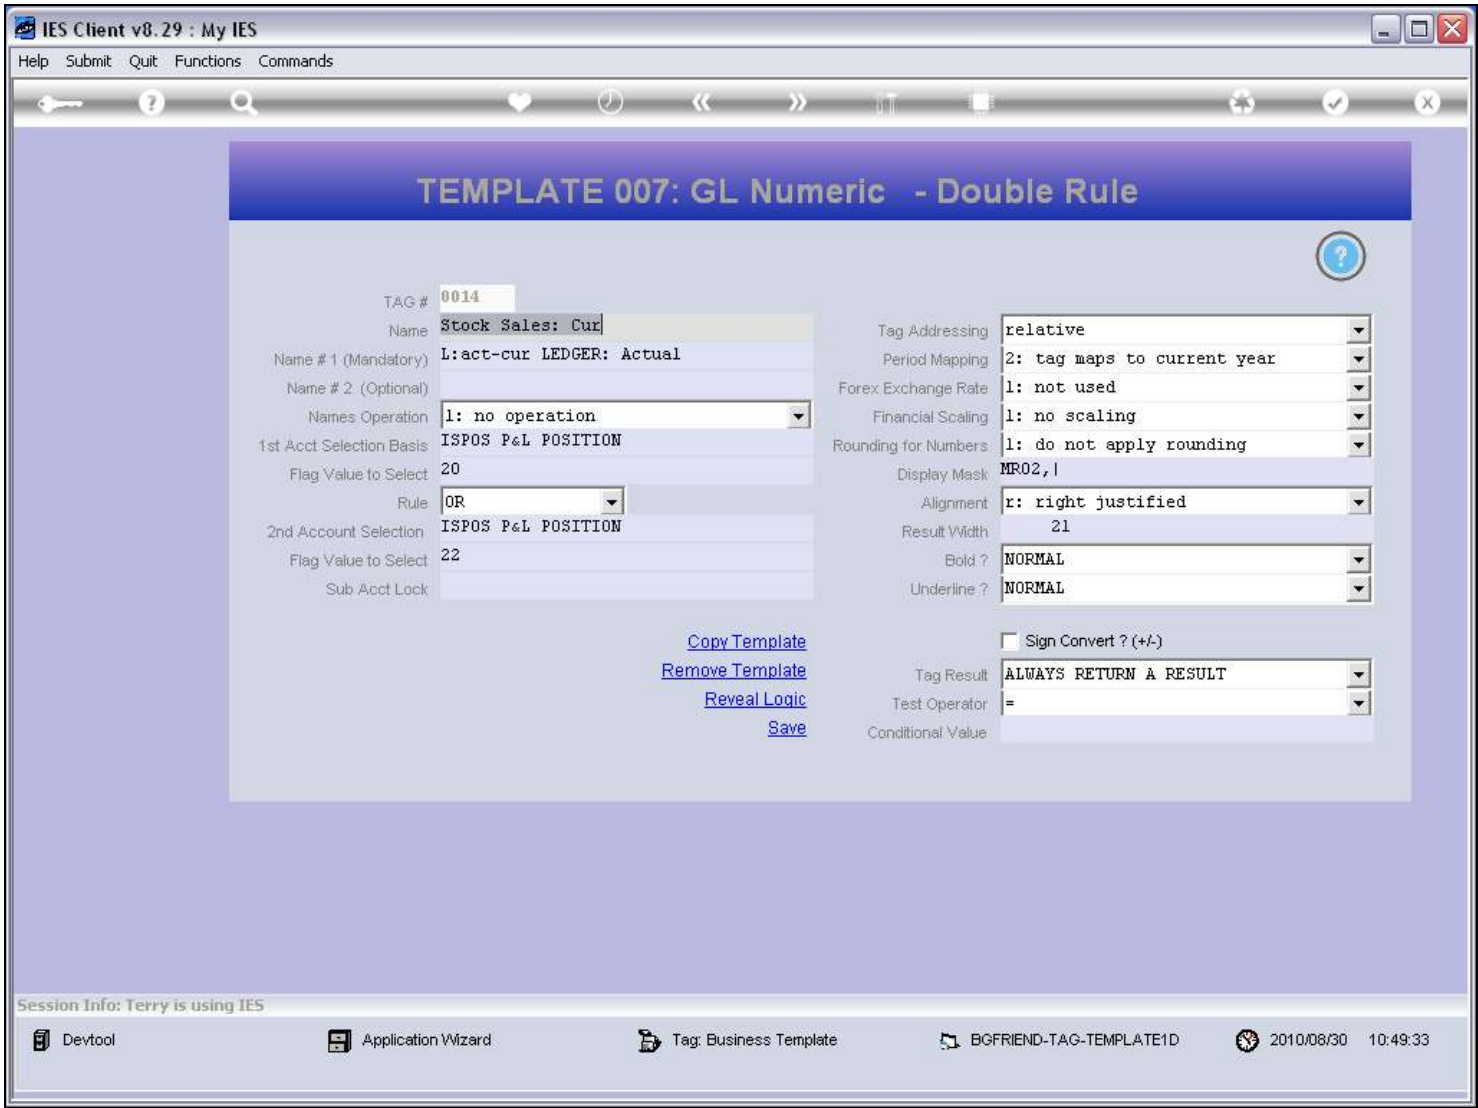 IES Client v8.29 : My IES
Help Submit Quit Functions Commands
TEMPLATE 007: GL Numeric - Double Rule
TAG # 0014
Name Stock Sales: Cur
Name # 1 (Mandatory) L:act-cur LEDGER: Actual
Name # 2 (Optional)
Names Operation 1: no operation
1st Acct Selection Basis ISPOS P&L POSITION
Flag Value to Select 20
Rule OR
2nd Account Selection ISPOS P&L POSITION
Flag Value to Select 22
Sub Acct Lock
Copy Template
Remove Template
Reveal Logic
Save
Tag Addressing relative
Period Mapping 2: tag maps to current year
Forex Exchange Rate 1: not used
Financial Scaling 1: no scaling
Rounding for Numbers 1: do not apply rounding
Display Mask MR02,|
Alignment r: right justified
Result Width 21
Bold ? NORMAL
Underline ? NORMAL
Sign Convert ? (+/-)
Tag Result ALWAYS RETURN A RESULT
Test Operator =
Conditional Value
Session Info: Terry is using IES
Devtool Application Wizard Tag: Business Template BGFRIEND-TAG-TEMPLATE1D 2010/08/30 10:49:33